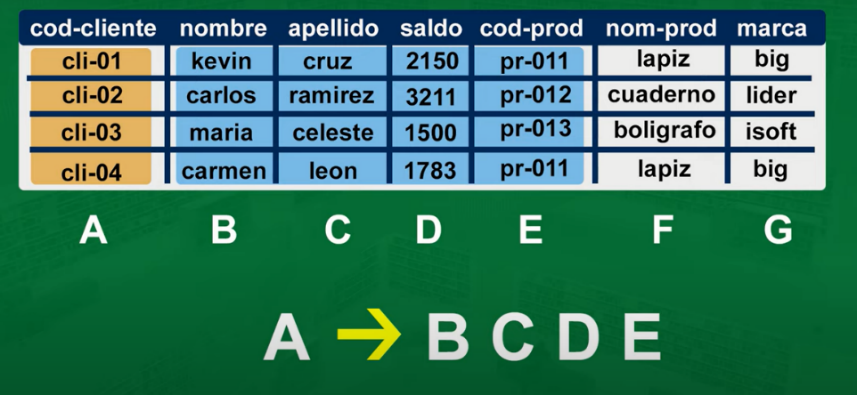 cod-cliente nombre apellido saldo cod-prod nom-prod marca
cli-01 kevin cruz 2150 pr-011 lapiz big
cli-02 carlos ramirez 3211 pr-012 cuaderno lider
cli-03 maria celeste 1500 pr-013 boligrafo isoft
cli-04 carmen leon 1783 pr-011 lapiz big
A B C D E F G
A → B C D E